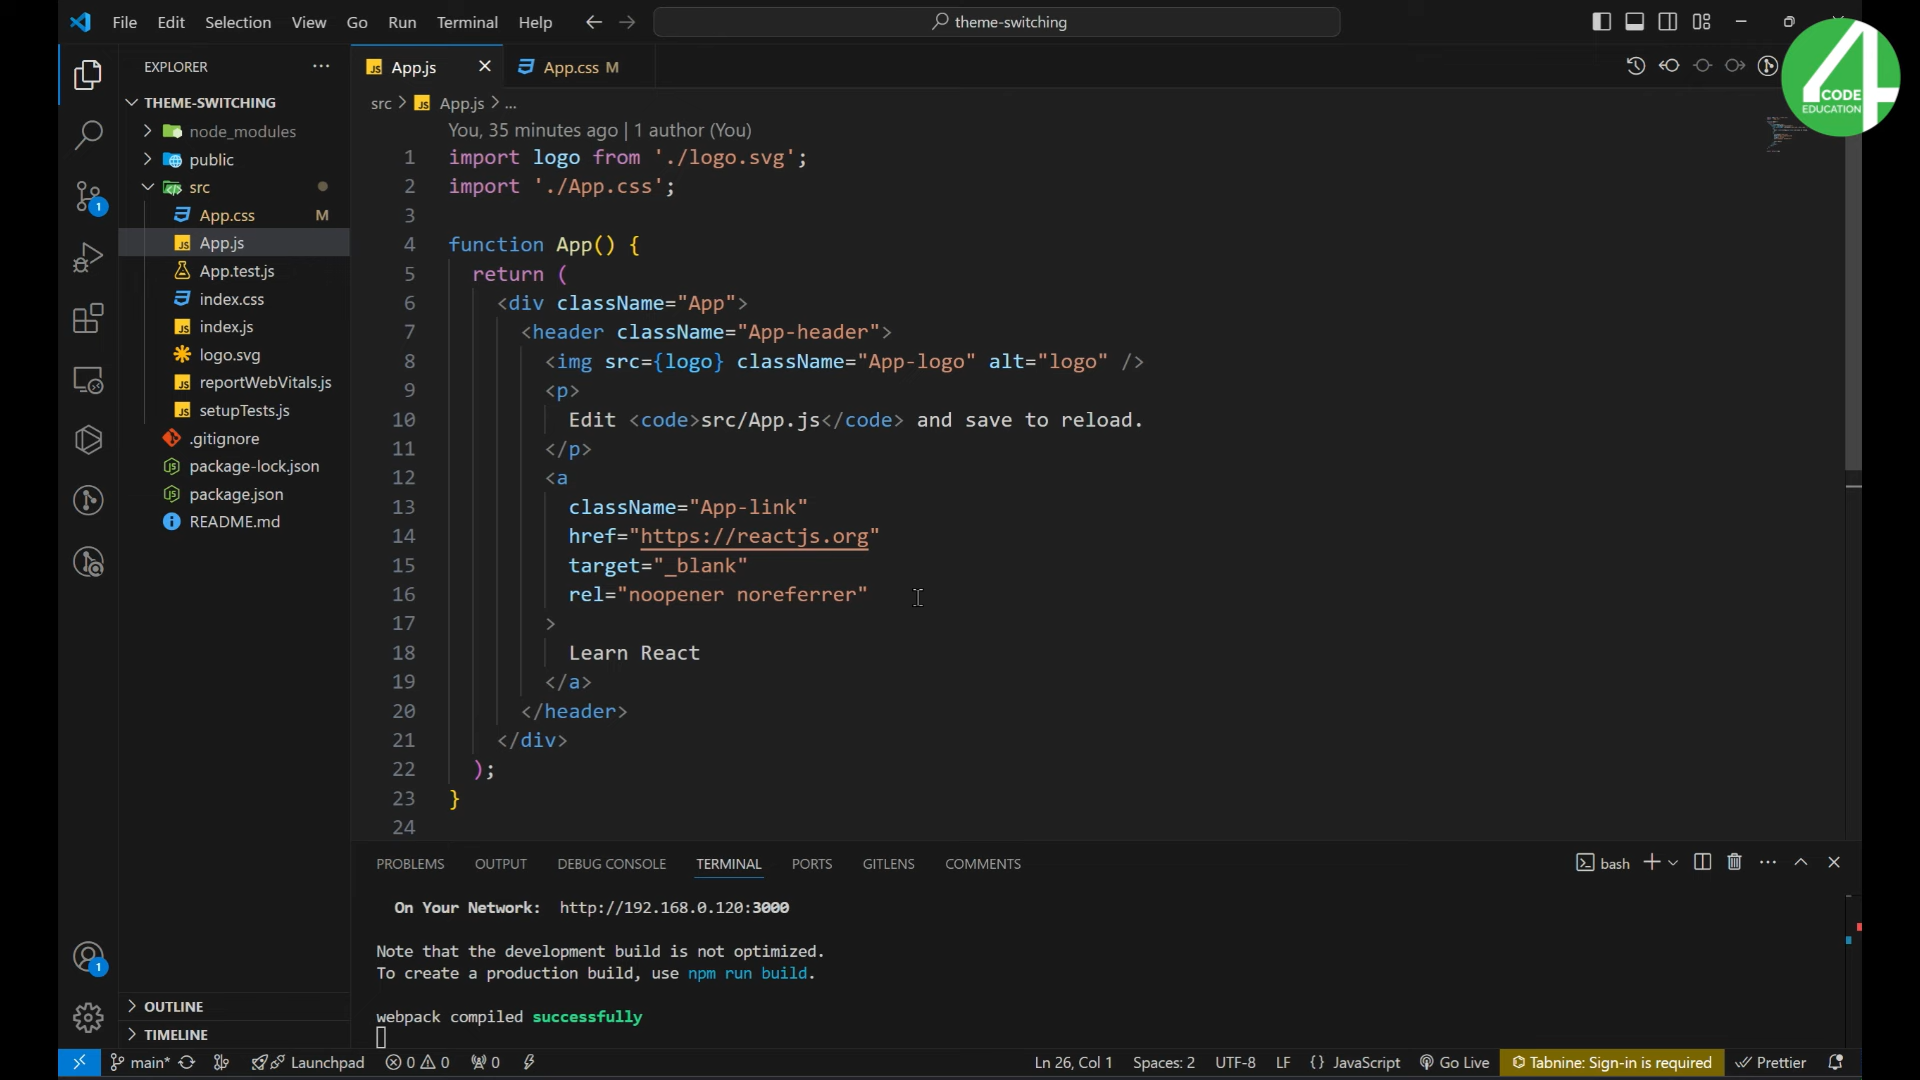 File Edit Selection View Go Run Terminal Help
theme-switching
4
CODE
EDUCATION
EXPLORER
THEME-SWITCHING
node_modules
public
src
App.css M
App.js
App.test.js
index.css
index.js
logo.svg
reportWebVitals.js
setupTests.js
.gitignore
package-lock.json
package.json
README.md
OUTLINE
TIMELINE
App.js
App.css M
src > App.js > ...
You, 35 minutes ago | 1 author (You)
1 import logo from './logo.svg';
2 import './App.css';
3
4 function App() {
5 return (
6 <div className="App">
7 <header className="App-header">
8 <img src={logo} className="App-logo" alt="logo" />
9 <p>
10 Edit <code>src/App.js</code> and save to reload.
11 </p>
12 <a
13 className="App-link"
14 href="https://reactjs.org"
15 target="_blank"
16 rel="noopener noreferrer"
17 >
18 Learn React
19 </a>
20 </header>
21 </div>
22 );
23 }
24
PROBLEMS OUTPUT DEBUG CONSOLE TERMINAL PORTS GITLENS COMMENTS
bash
On Your Network: http://192.168.0.120:3000
Note that the development build is not optimized.
To create a production build, use npm run build.
webpack compiled successfully
1
1
main* Launchpad 0 0 0 Ln 26, Col 1 Spaces: 2 UTF-8 LF {} JavaScript Go Live Tabnine: Sign-in is required Prettier